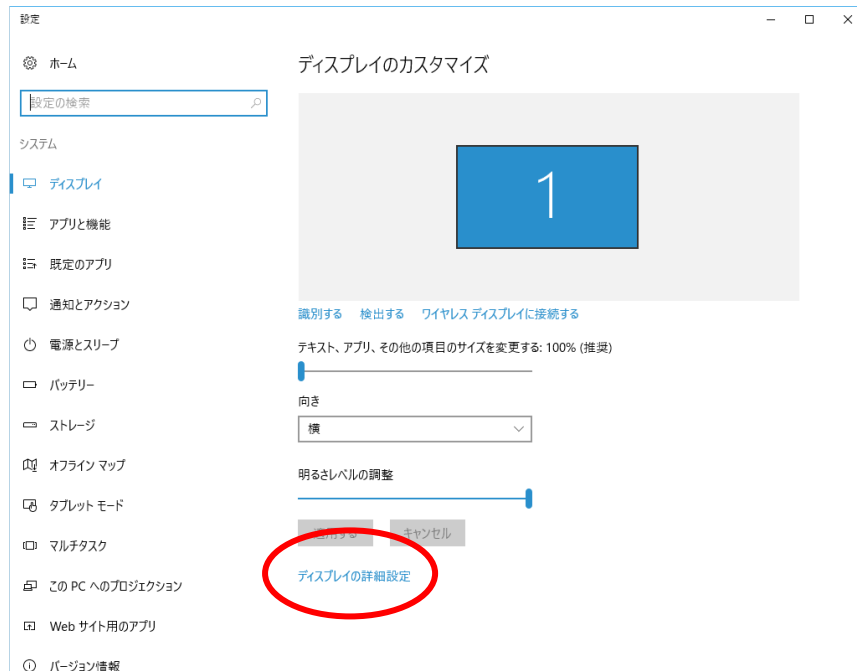 設定
ホーム
設定の検索
システム
ディスプレイ
アプリと機能
既定のアプリ
通知とアクション
電源とスリープ
バッテリー
ストレージ
オフライン マップ
タブレット モード
マルチタスク
この PC へのプロジェクション
Web サイト用のアプリ
バージョン情報
ディスプレイのカスタマイズ
1
識別する 検出する ワイヤレス ディスプレイに接続する
テキスト、アプリ、その他の項目のサイズを変更する: 100% (推奨)
向き
横
明るさレベルの調整
適用する キャンセル
ディスプレイの詳細設定